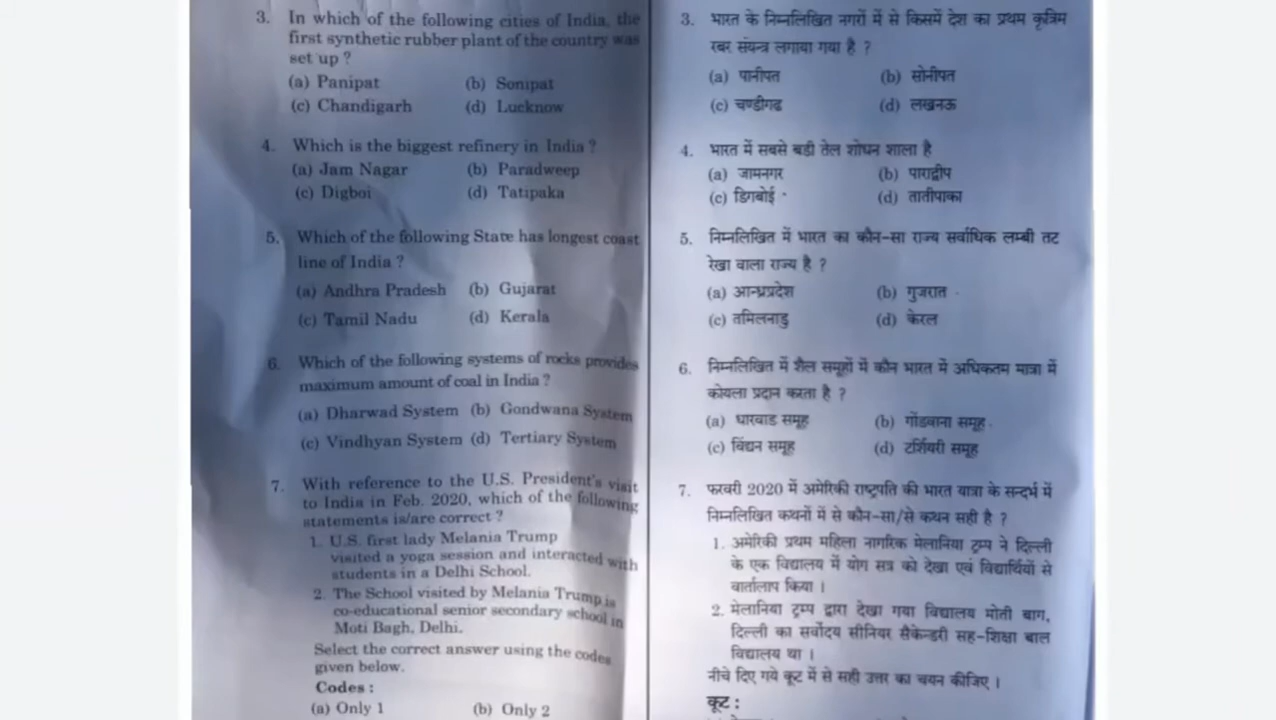 3. In which of the following cities of India, the
first synthetic rubber plant of the country was
set up ?
(a) Panipat (b) Sonipat
(c) Chandigarh (d) Lucknow
4. Which is the biggest refinery in India ?
(a) Jam Nagar (b) Paradweep
(c) Digboi (d) Tatipaka
5. Which of the following State has longest coast
line of India ?
(a) Andhra Pradesh (b) Gujarat
(c) Tamil Nadu (d) Kerala
6. Which of the following systems of rocks provides
maximum amount of coal in India ?
(a) Dharwad System (b) Gondwana System
(c) Vindhyan System (d) Tertiary System
7. With reference to the U.S. President's visit
to India in Feb. 2020, which of the following
statements is/are correct ?
1. U.S. first lady Melania Trump
visited a yoga session and interacted with
students in a Delhi School.
2. The School visited by Melania Trump is
co-educational senior secondary school in
Moti Bagh, Delhi.
Select the correct answer using the codes
given below.
Codes :
(a) Only 1 (b) Only 2
3. भारत के निम्नलिखित नगरों में से किसमें देश का प्रथम कृत्रिम
रबर संयन्त्र लगाया गया है ?
(a) पानीपत (b) सोनीपत
(c) चण्डीगढ (d) लखनऊ
4. भारत में सबसे बडी तेल शोधन शाला है
(a) जामनगर (b) पाराद्वीप
(c) डिगबोई (d) तातीपाका
5. निम्नलिखित में भारत का कौन-सा राज्य सर्वाधिक लम्बी तट
रेखा वाला राज्य है ?
(a) आन्ध्रप्रदेश (b) गुजरात
(c) तमिलनाडु (d) केरल
6. निम्नलिखित में शैल समूहों में कौन भारत में अधिकतम मात्रा में
कोयला प्रदान करता है ?
(a) धारवाड समूह (b) गोंडवाना समूह
(c) विंद्यन समूह (d) टर्शियरी समूह
7. फरवरी 2020 में अमेरिकी राष्ट्रपति की भारत यात्रा के सन्दर्भ में
निम्नलिखित कथनों में से कौन-सा/से कथन सही है ?
1. अमेरिकी प्रथम महिला नागरिक मेलानिया ट्रम्प ने दिल्ली
के एक विद्यालय में योग सत्र को देखा एवं विद्यार्थियों से
वार्तालाप किया ।
2. मेलानिया ट्रम्प द्वारा देखा गया विद्यालय मोती बाग,
दिल्ली का सर्वोदय सीनियर सैकेन्डरी सह-शिक्षा बाल
विद्यालय था ।
नीचे दिए गये कूट में से सही उत्तर का चयन कीजिए ।
कूट :